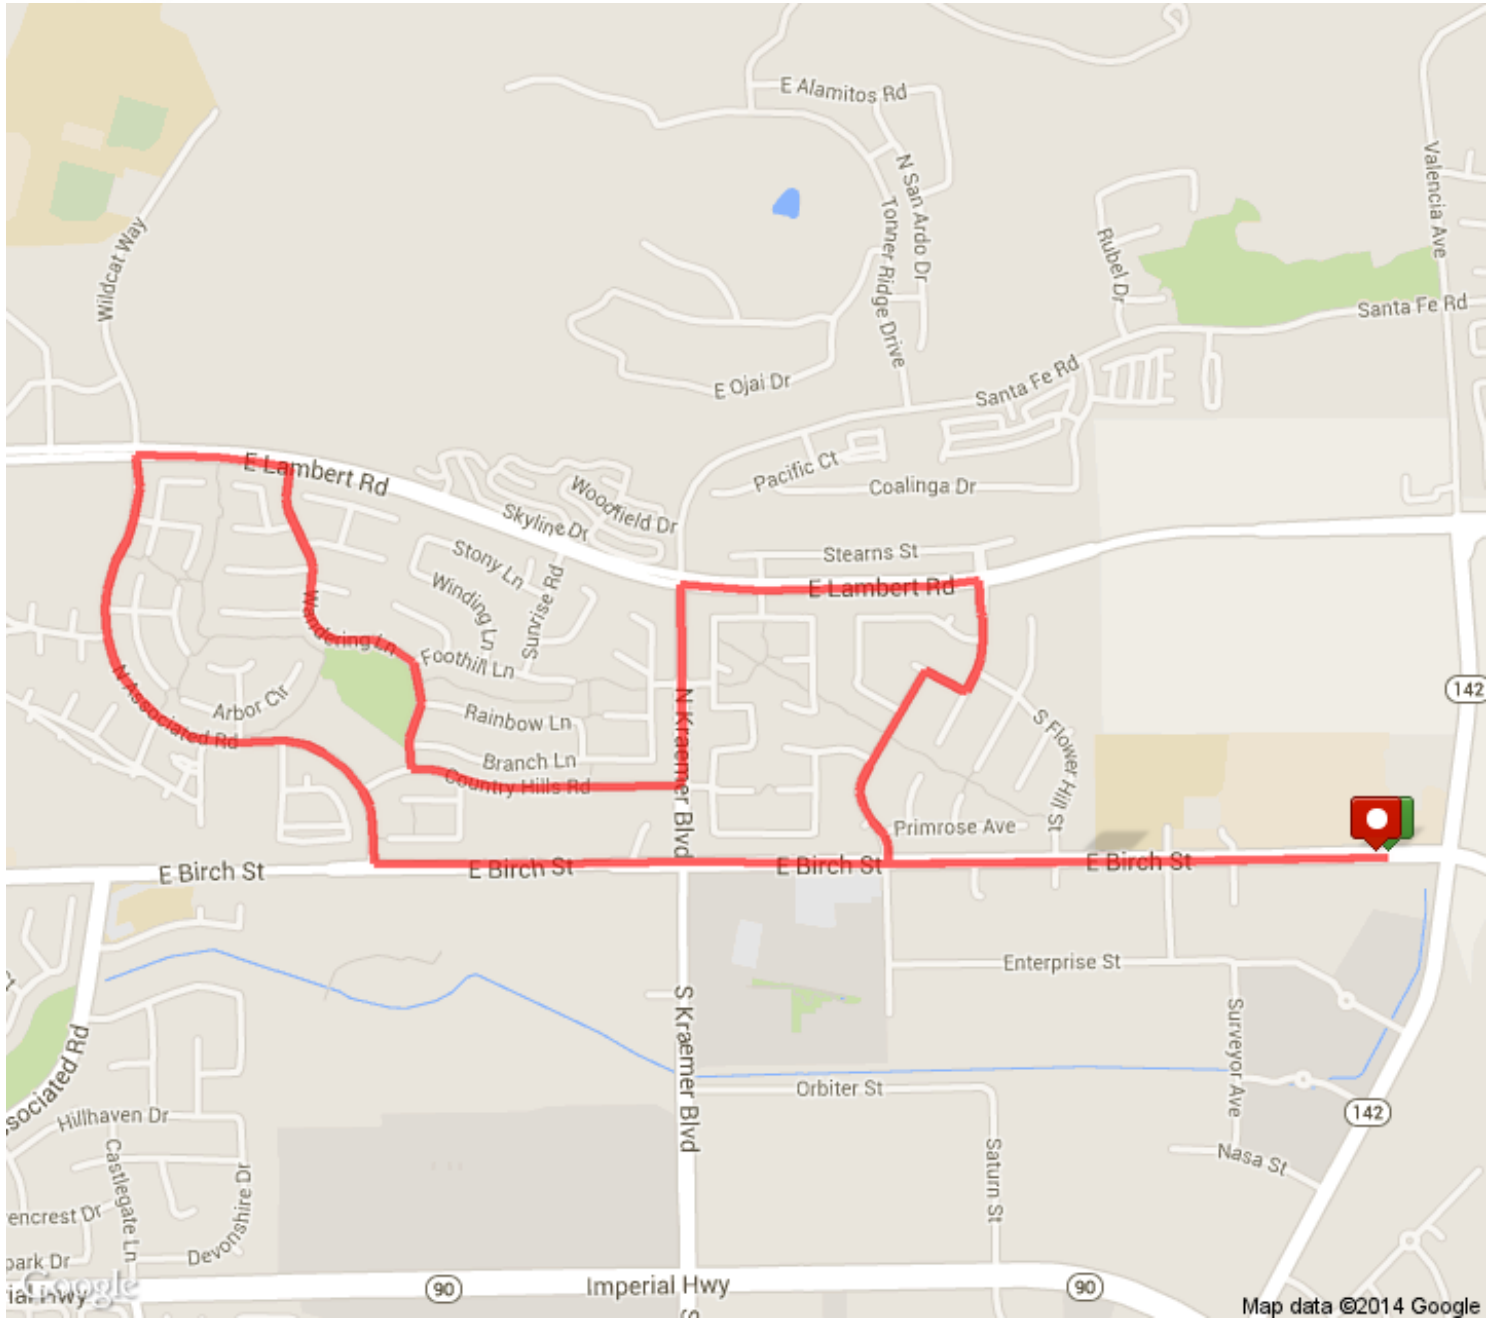 E Alamitos Rd
N San Ardo Dr
Valencia Ave
Tonner Ridge Drive
Wildcat Way
Rubel Dr
Santa Fe Rd
E Ojai Dr
Santa Fe Rd
E Lambert Rd
Pacific Ct
Coalinga Dr
Woodfield Dr
Skyline Dr
Stearns St
Stony Ln
E Lambert Rd
Winding Ln
Sunrise Rd
Wandering Ln
Foothill Ln
142
N Associated Rd
Arbor Cir
Rainbow Ln
N Kraemer Blvd
S Flower Hill St
Branch Ln
Country Hills Rd
Primrose Ave
E Birch St
E Birch St
E Birch St
E Birch St
Enterprise St
S Kraemer Blvd
Surveyor Ave
Orbiter St
sociated Rd
Hillhaven Dr
142
Castlegate Ln
Devonshire Dr
Saturn St
Nasa St
encrest Dr
park Dr
Google
ial Hwy
90
Imperial Hwy
90
S
Map data ©2014 Google